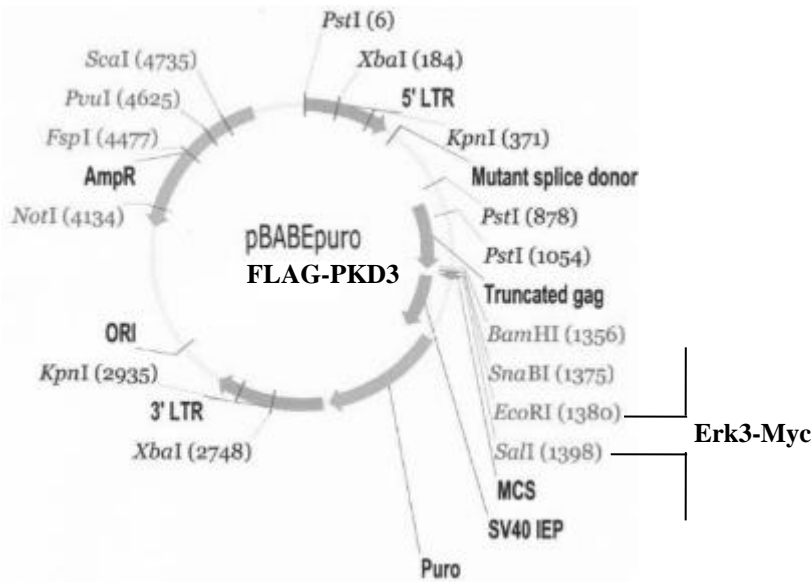 PstI (6)
XbaI (184)
5' LTR
KpnI (371)
Mutant splice donor
PstI (878)
PstI (1054)
Truncated gag
BamHI (1356)
SnaBI (1375)
EcoRI (1380)
SalI (1398)
Erk3-Myc
MCS
SV40 IEP
Puro
XbaI (2748)
3' LTR
KpnI (2935)
ORI
NotI (4134)
AmpR
FspI (4477)
PvuI (4625)
ScaI (4735)
pBABEpuro
FLAG-PKD3